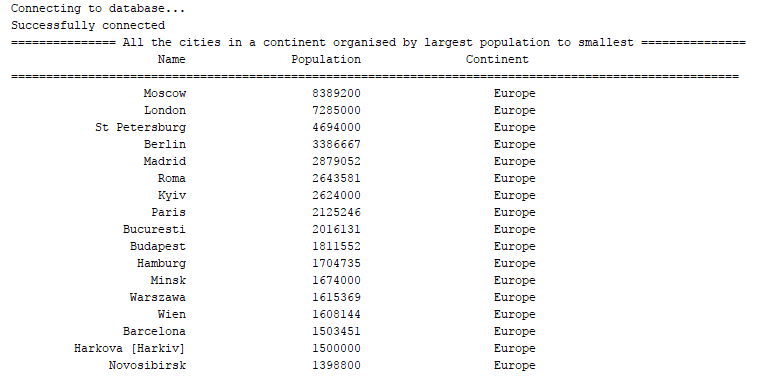 Connecting to database...
Successfully connected
=============== All the cities in a continent organised by largest population to smallest ===============
Name Population Continent
========================================================================================================
Moscow 8389200 Europe
London 7285000 Europe
St Petersburg 4694000 Europe
Berlin 3386667 Europe
Madrid 2879052 Europe
Roma 2643581 Europe
Kyiv 2624000 Europe
Paris 2125246 Europe
Bucuresti 2016131 Europe
Budapest 1811552 Europe
Hamburg 1704735 Europe
Minsk 1674000 Europe
Warszawa 1615369 Europe
Wien 1608144 Europe
Barcelona 1503451 Europe
Harkova [Harkiv] 1500000 Europe
Novosibirsk 1398800 Europe